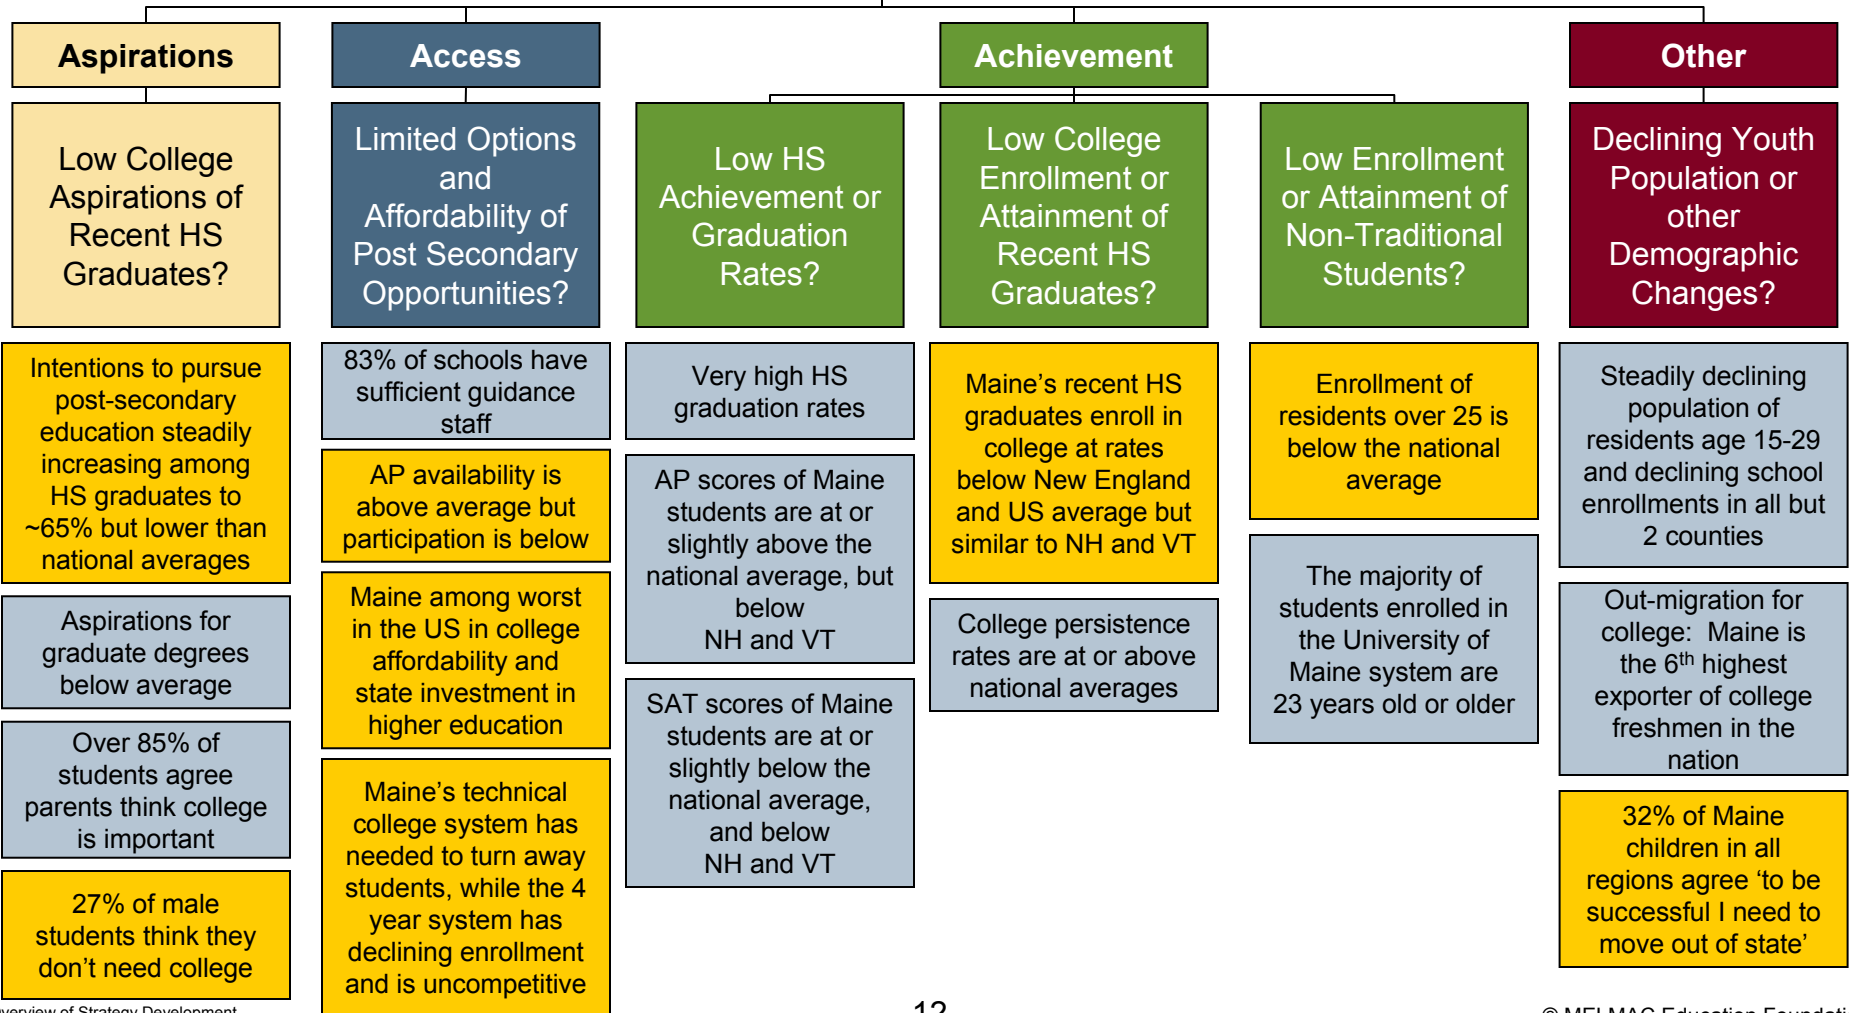 Aspirations
Access
Achievement
Other
Low College
Aspirations of
Recent HS
Graduates?
Limited Options
and
Affordability of
Post Secondary
Opportunities?
Low HS
Achievement or
Graduation
Rates?
Low College
Enrollment or
Attainment of
Recent HS
Graduates?
Low Enrollment
or Attainment of
Non-Traditional
Students?
Declining Youth
Population or
other
Demographic
Changes?
Intentions to pursue
post-secondary
education steadily
increasing among
HS graduates to
~65% but lower than
national averages
Aspirations for
graduate degrees
below average
Over 85% of
students agree
parents think college
is important
27% of male
students think they
don't need college
83% of schools have
sufficient guidance
staff
AP availability is
above average but
participation is below
Maine among worst
in the US in college
affordability and
state investment in
higher education
Maine's technical
college system has
needed to turn away
students, while the 4
year system has
declining enrollment
and is uncompetitive
Very high HS
graduation rates
AP scores of Maine
students are at or
slightly above the
national average, but
below
NH and VT
SAT scores of Maine
students are at or
slightly below the
national average,
and below
NH and VT
Maine's recent HS
graduates enroll in
college at rates
below New England
and US average but
similar to NH and VT
College persistence
rates are at or above
national averages
Enrollment of
residents over 25 is
below the national
average
The majority of
students enrolled in
the University of
Maine system are
23 years old or older
Steadily declining
population of
residents age 15-29
and declining school
enrollments in all but
2 counties
Out-migration for
college:  Maine is
the 6th highest
exporter of college
freshmen in the
nation
32% of Maine
children in all
regions agree 'to be
successful I need to
move out of state'
verview of Strategy Development
12
© MELMAC Education Foundati